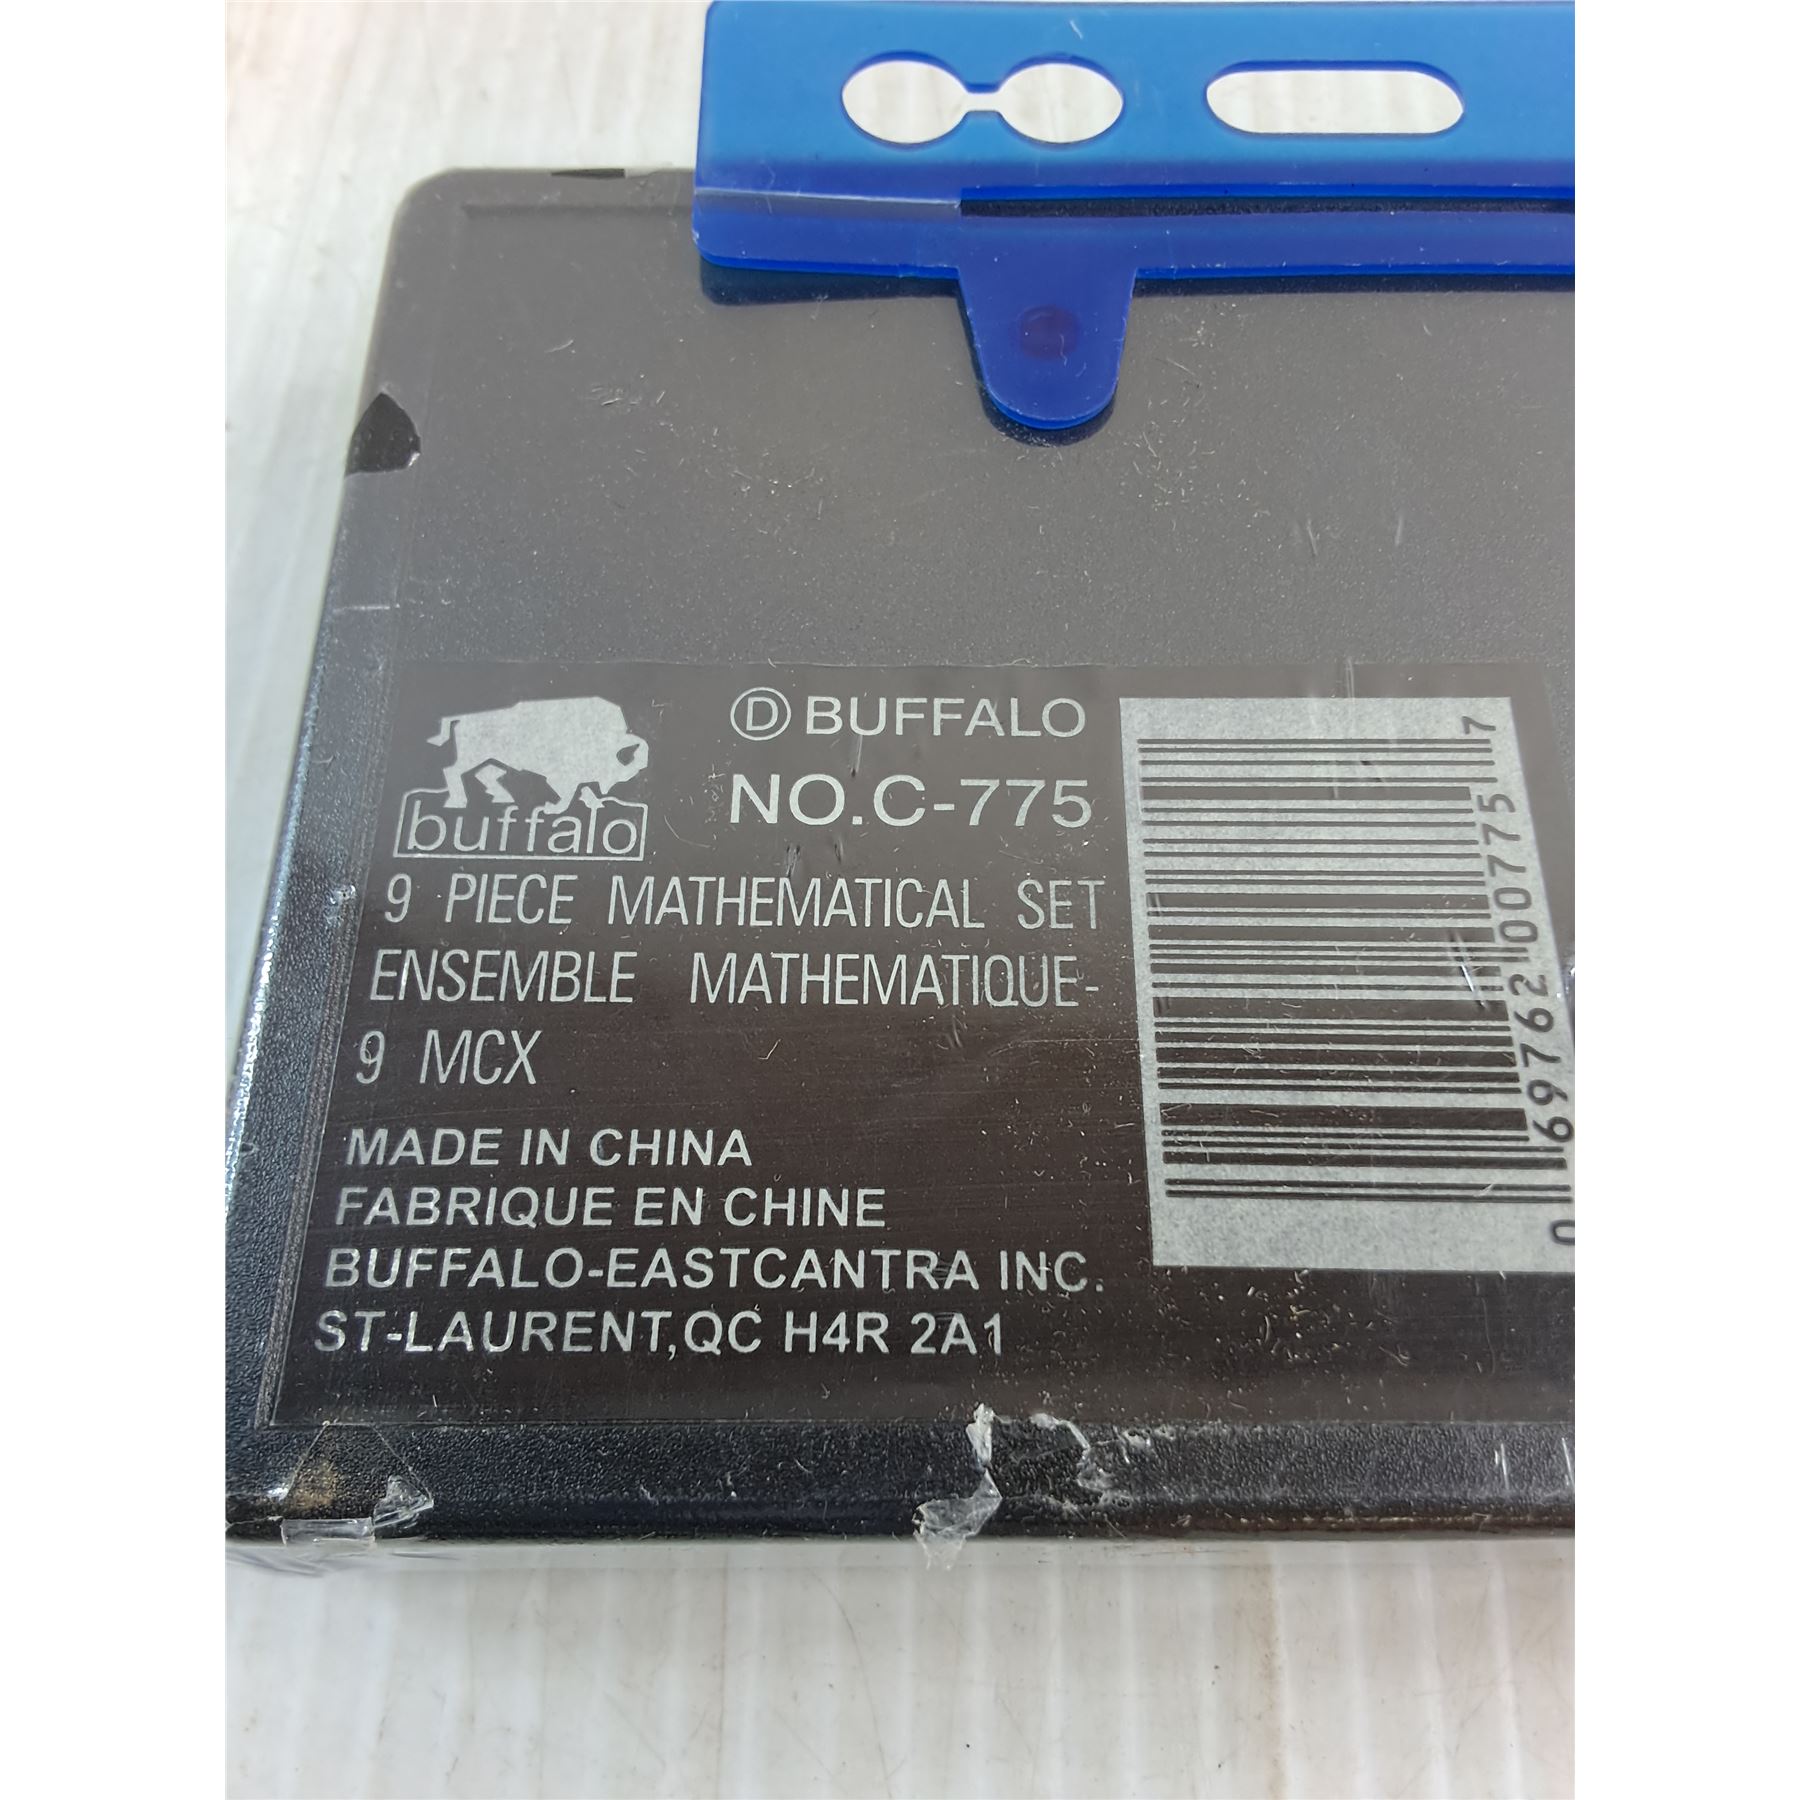 buffalo
Ⓓ BUFFALO
NO.C-775
9 PIECE MATHEMATICAL SET
ENSEMBLE MATHEMATIQUE-
9 MCX
MADE IN CHINA
FABRIQUE EN CHINE
BUFFALO-EASTCANTRA INC.
ST-LAURENT,QC H4R 2A1
0 69762 00775 7